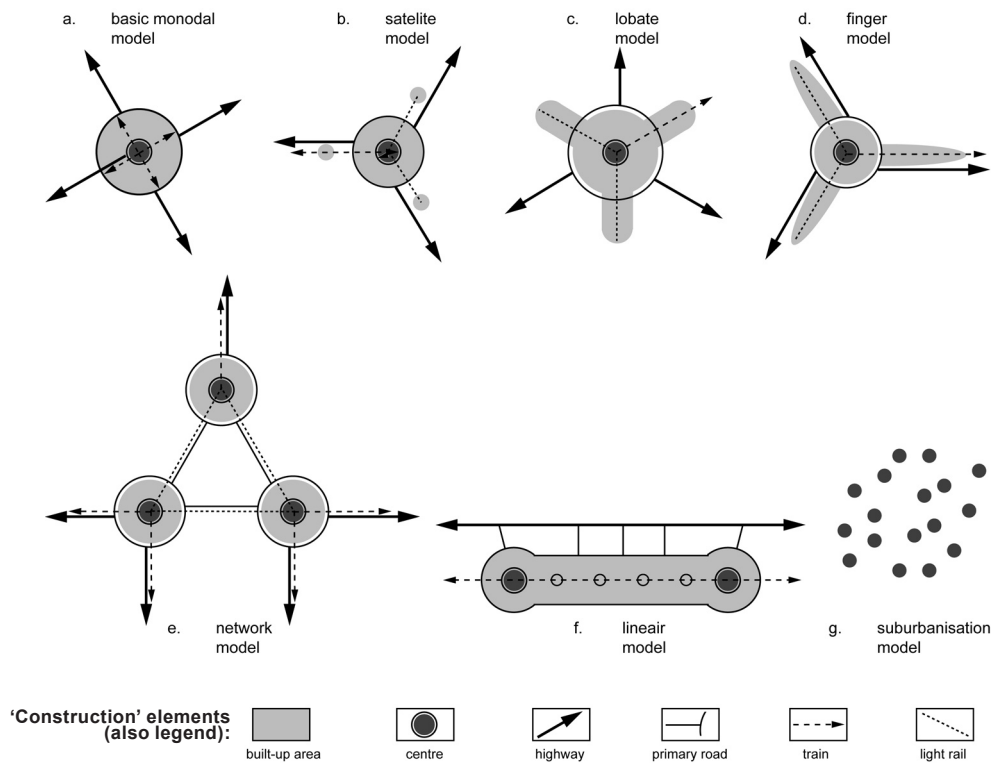 a. basic monodal
model
b. satelite
model
c. lobate
model
d. finger
model
e. network
model
f. lineair
model
g. suburbanisation
model
'Construction' elements
(also legend):
built-up area
centre
highway
primary road
train
light rail